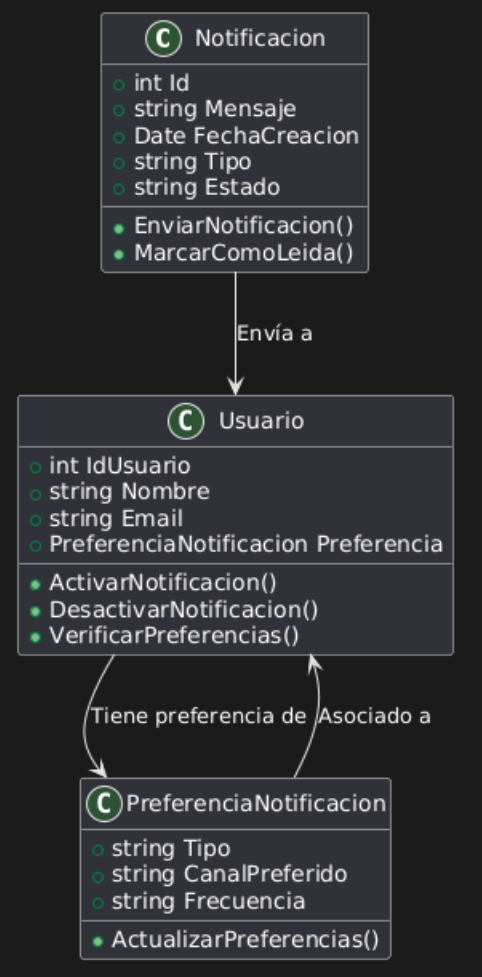 C Notificacion
int Id
string Mensaje
Date FechaCreacion
string Tipo
string Estado
EnviarNotificacion()
MarcarComoLeida()
Envía a
C Usuario
int IdUsuario
string Nombre
string Email
PreferenciaNotificacion Preferencia
ActivarNotificacion()
DesactivarNotificacion()
VerificarPreferencias()
Tiene preferencia de
Asociado a
C PreferenciaNotificacion
string Tipo
string CanalPreferido
string Frecuencia
ActualizarPreferencias()